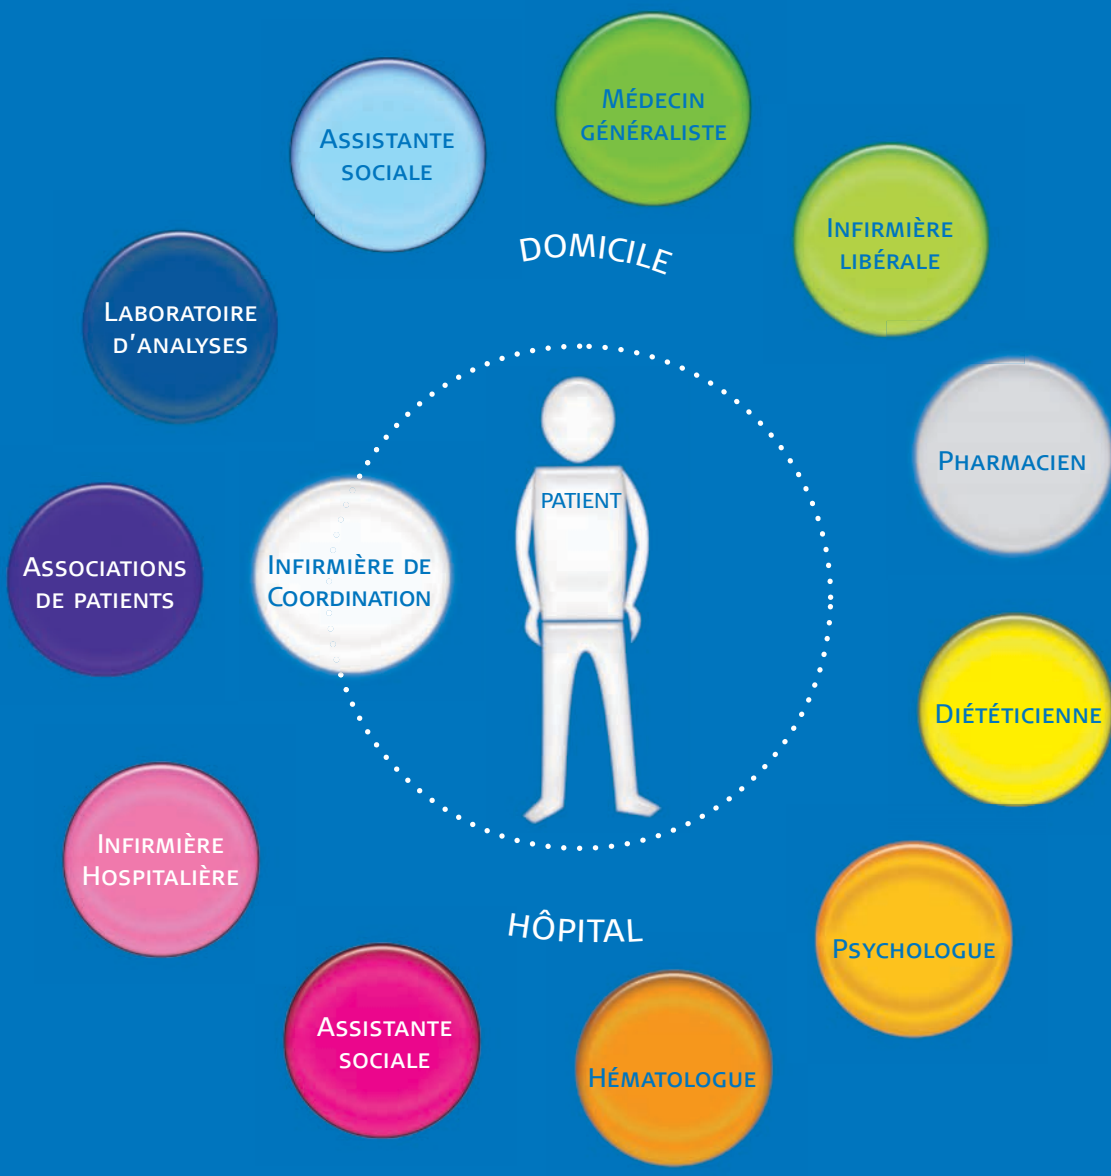 Médecin
généraliste
Assistante
sociale
Infirmière
libérale
DOMICILE
Laboratoire
d'analyses
Pharmacien
PATIENT
Associations
de patients
Infirmière de
Coordination
Diététicienne
Infirmière
Hospitalière
HÔPITAL
Psychologue
Assistante
sociale
Hématologue